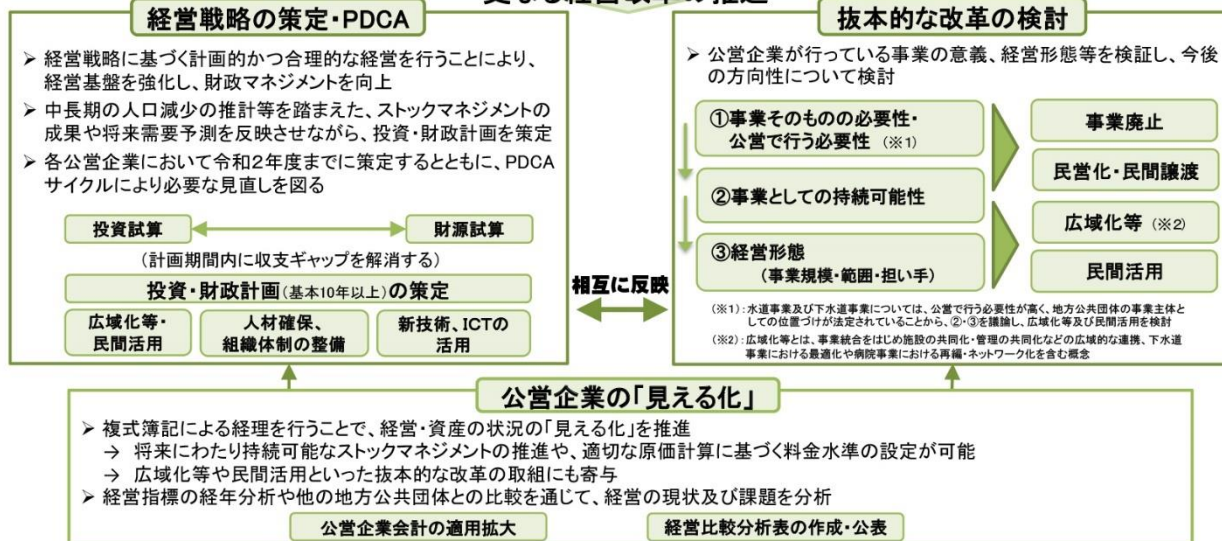 更なる経営改革の推進
経営戦略の策定・PDCA
➢ 経営戦略に基づく計画的かつ合理的な経営を行うことにより、
経営基盤を強化し、財政マネジメントを向上
➢ 中長期の人口減少の推計等を踏まえた、ストックマネジメントの
成果や将来需要予測を反映させながら、投資・財政計画を策定
➢ 各公営企業において令和2年度までに策定するとともに、PDCA
サイクルにより必要な見直しを図る
投資試算
財源試算
(計画期間内に収支ギャップを解消する)
投資・財政計画(基本10年以上)の策定
広域化等・
民間活用
人材確保、
組織体制の整備
新技術、ICTの
活用
相互に反映
抜本的な改革の検討
➢ 公営企業が行っている事業の意義、経営形態等を検証し、今後
の方向性について検討
①事業そのものの必要性・
公営で行う必要性 (※1)
②事業としての持続可能性
③経営形態
(事業規模・範囲・担い手)
事業廃止
民営化・民間譲渡
広域化等 (※2)
民間活用
(※1):水道事業及び下水道事業については、公営で行う必要性が高く、地方公共団体の事業主体と
しての位置づけが法定されていることから、②・③を議論し、広域化等及び民間活用を検討
(※2):広域化等とは、事業統合をはじめ施設の共同化・管理の共同化などの広域的な連携、下水道
事業における最適化や病院事業における再編・ネットワーク化を含む概念
公営企業の「見える化」
➢ 複式簿記による経理を行うことで、経営・資産の状況の「見える化」を推進
→ 将来にわたり持続可能なストックマネジメントの推進や、適切な原価計算に基づく料金水準の設定が可能
→ 広域化等や民間活用といった抜本的な改革の取組にも寄与
➢ 経営指標の経年分析や他の地方公共団体との比較を通じて、経営の現状及び課題を分析
公営企業会計の適用拡大
経営比較分析表の作成・公表